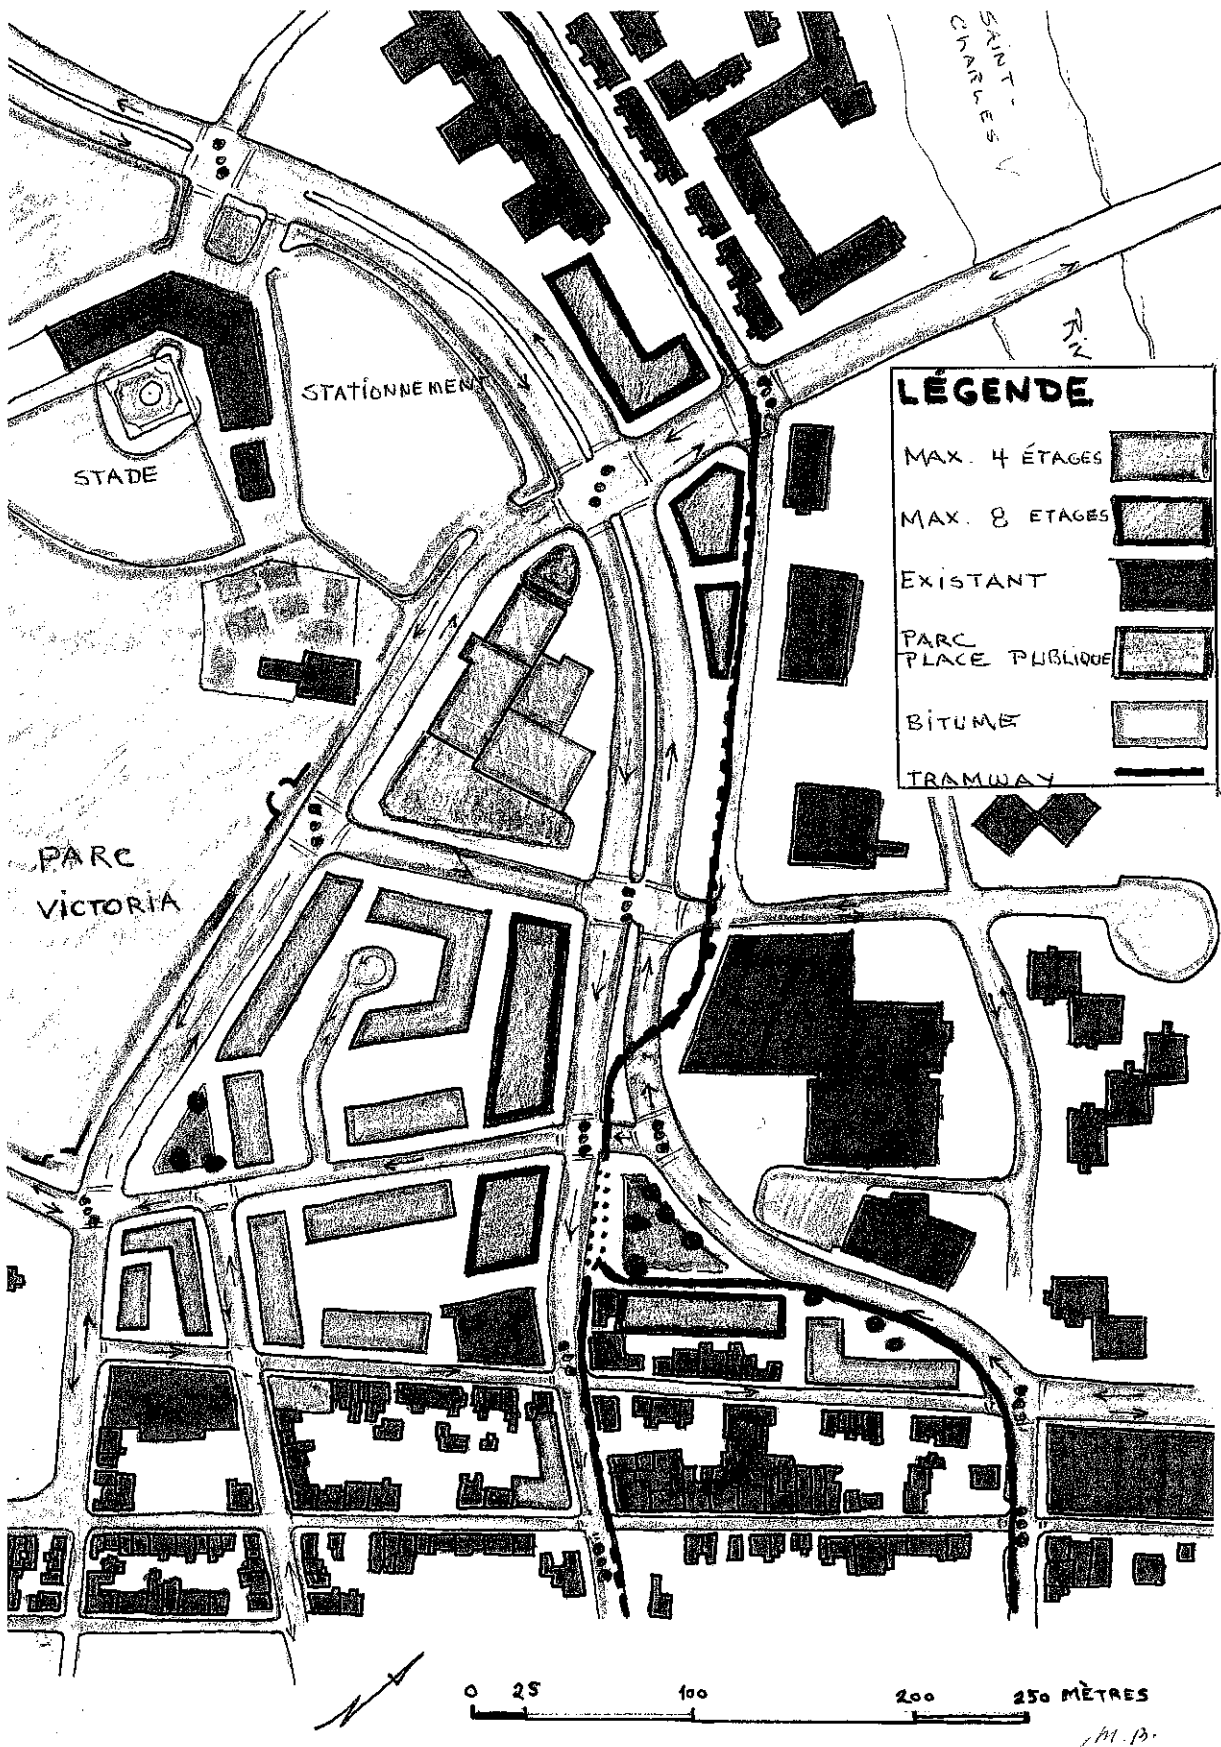 SAINT-
CHARLES
RIV
STATIONNEMENT
STADE
LÉGENDE
MAX. 4 ÉTAGES
MAX. 8 ETAGES
EXISTANT
PARC
PLACE PUBLIQUE
BITUME
TRAMWAY
PARC
VICTORIA
0 25 100 200 250 MÈTRES
M.B.